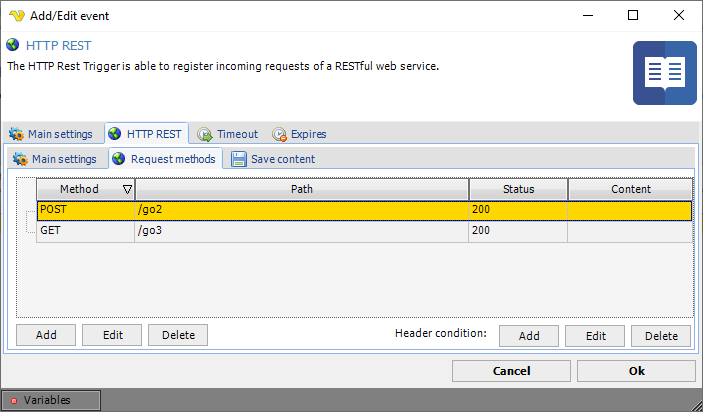 Add/Edit event
HTTP REST
The HTTP Rest Trigger is able to register incoming requests of a RESTful web service.
Main settings HTTP REST Timeout Expires
Main settings Request methods Save content
Method Path Status Content
POST /go2 200
GET /go3 200
Add Edit Delete Header condition: Add Edit Delete
Cancel Ok
Variables